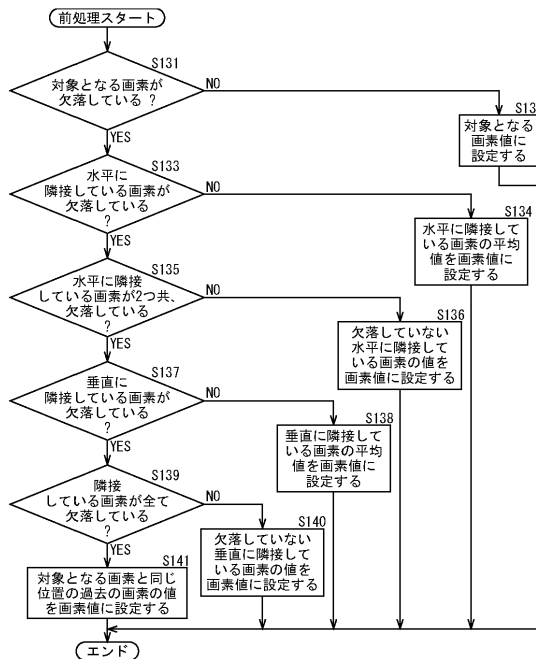 前処理スタート
S131
対象となる画素が
欠落している ?
NO
YES
S13
対象となる
画素値に
設定する
S133
水平に
隣接している画素が
欠落している
?
NO
YES
S134
水平に隣接して
いる画素の平均
値を画素値に
設定する
S135
水平に隣接
している画素が2つ共、
欠落している
?
NO
YES
S136
欠落していない
水平に隣接して
いる画素の値を
画素値に設定する
S137
垂直に
隣接している画素が
欠落している
?
NO
YES
S138
垂直に隣接して
いる画素の平均
値を画素値に
設定する
S139
隣接
している画素が全て
欠落している
?
NO
YES
S140
欠落していない
垂直に隣接して
いる画素の値を
画素値に設定する
S141
対象となる画素と同じ
位置の過去の画素の値
を画素値に設定する
エンド